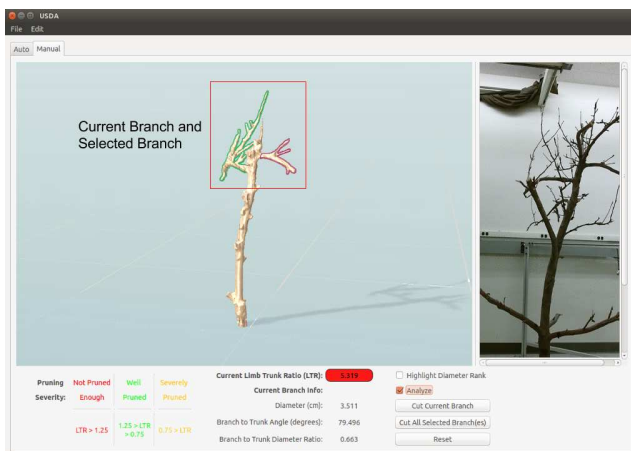 USDA
File Edit
Auto Manual
Current Branch and
Selected Branch
Pruning
Severity:
Not Pruned
Enough
Well
Pruned
Severely
Pruned
LTR > 1.25
1.25 > LTR
> 0.75
0.75 > LTR
Current Limb Trunk Ratio (LTR): 5.319
Current Branch Info:
Diameter (cm): 3.511
Branch to Trunk Angle (degrees): 79.496
Branch to Trunk Diameter Ratio: 0.663
Highlight Diameter Rank
Analyze
Cut Current Branch
Cut All Selected Branch(es)
Reset